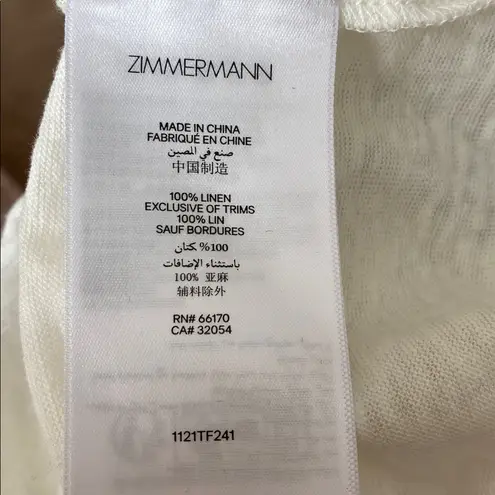 ZIMMERMANN
MADE IN CHINA
FABRIQUÉ EN CHINE
صنع في الصين
中国制造
100% LINEN
EXCLUSIVE OF TRIMS
100% LIN
SAUF BORDURES
100% كتان
باستثناء الإضافات
100% 亚麻
辅料除外
RN# 66170
CA# 32054
1121TF241